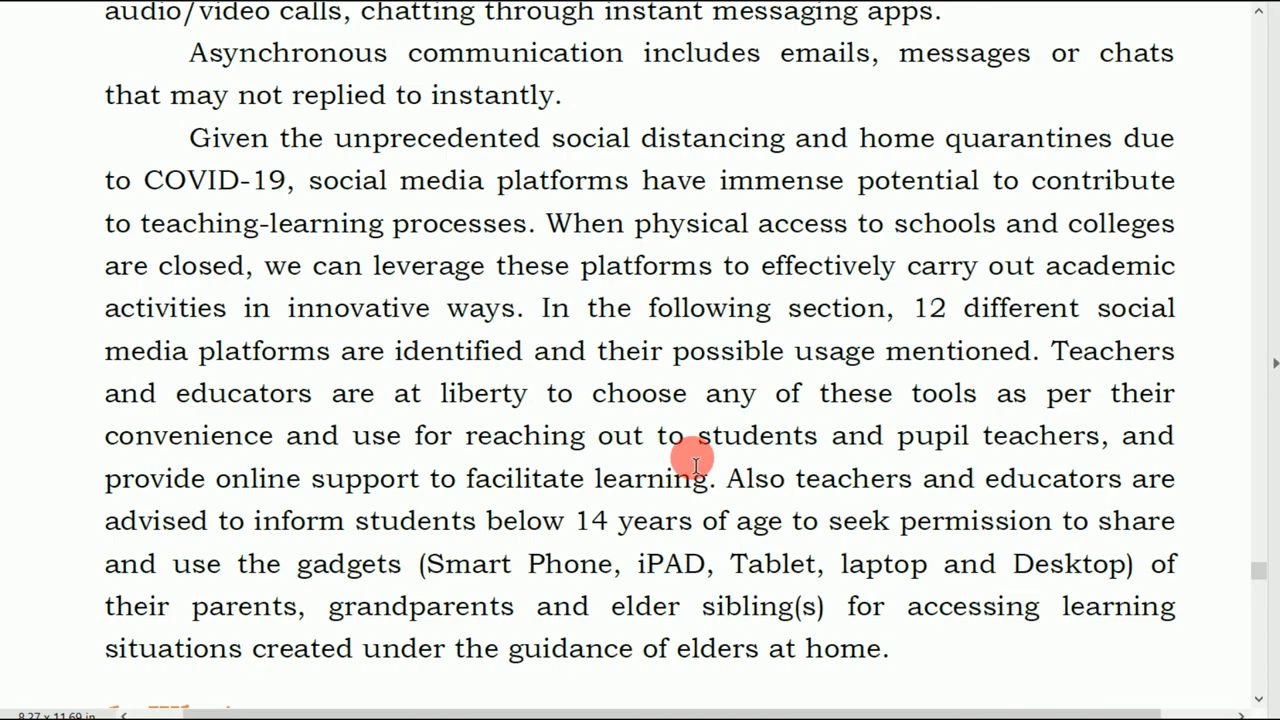 audio/video calls, chatting through instant messaging apps.
Asynchronous communication includes emails, messages or chats
that may not replied to instantly.
Given the unprecedented social distancing and home quarantines due
to COVID-19, social media platforms have immense potential to contribute
to teaching-learning processes. When physical access to schools and colleges
are closed, we can leverage these platforms to effectively carry out academic
activities in innovative ways. In the following section, 12 different social
media platforms are identified and their possible usage mentioned. Teachers
and educators are at liberty to choose any of these tools as per their
convenience and use for reaching out to students and pupil teachers, and
provide online support to facilitate learning. Also teachers and educators are
advised to inform students below 14 years of age to seek permission to share
and use the gadgets (Smart Phone, iPAD, Tablet, laptop and Desktop) of
their parents, grandparents and elder sibling(s) for accessing learning
situations created under the guidance of elders at home.
8.27 x 11.69 in